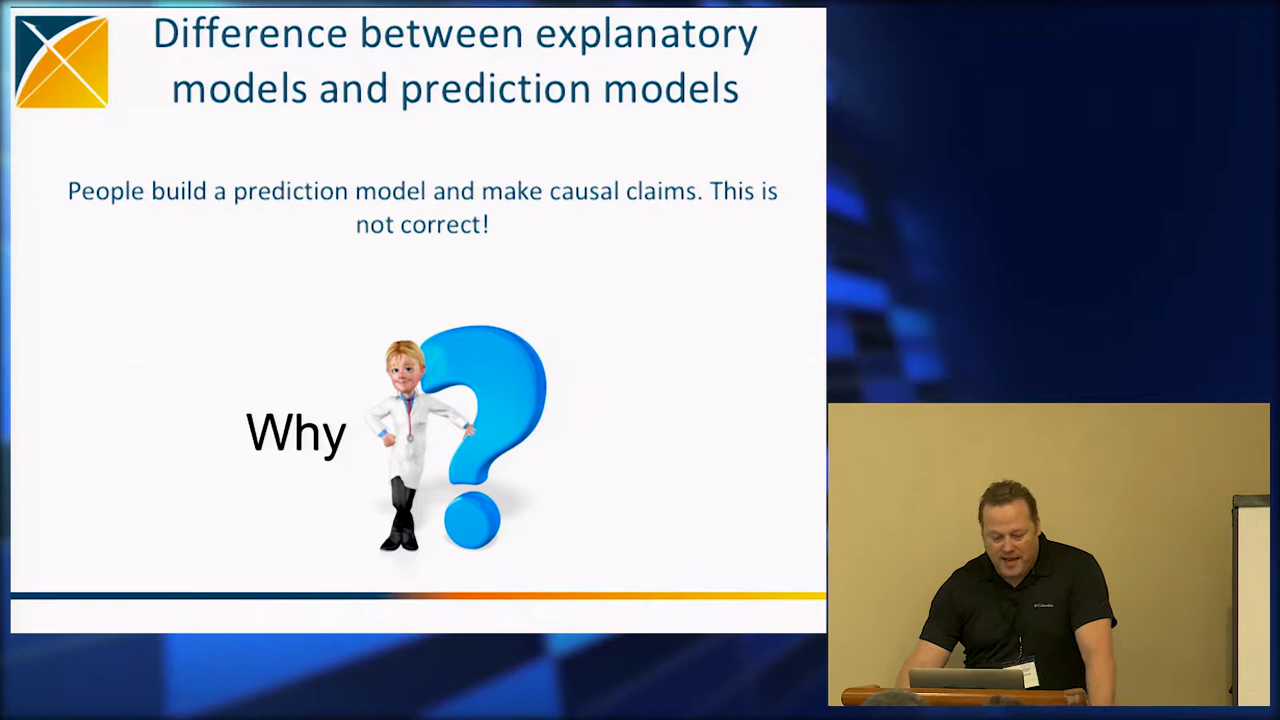 Difference between explanatory
models and prediction models
People build a prediction model and make causal claims. This is
not correct!
Why
Columbia